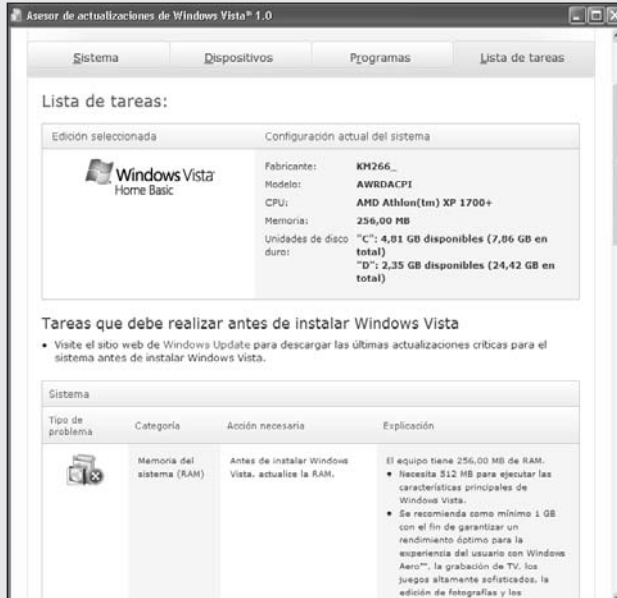 Asesor de actualizaciones de Windows Vista® 1.0
Sistema
Dispositivos
Programas
Lista de tareas
Lista de tareas:
Edición seleccionada
Configuración actual del sistema
Windows Vista™
Home Basic
Fabricante: KM266_
Modelo: AWRDACPI
CPU: AMD Athlon(tm) XP 1700+
Memoria: 256,00 MB
Unidades de disco duro: "C": 4,81 GB disponibles (7,86 GB en
total)
"D": 2,35 GB disponibles (24,42 GB en
total)
Tareas que debe realizar antes de instalar Windows Vista
• Visite el sitio web de Windows Update para descargar las últimas actualizaciones críticas para el
sistema antes de instalar Windows Vista.
Sistema
Tipo de
problema
Categoría
Acción necesaria
Explicación
Memoria del
sistema (RAM)
Antes de instalar Windows
Vista, actualice la RAM.
El equipo tiene 256,00 MB de RAM.
• Necesita 512 MB para ejecutar las
características principales de
Windows Vista.
• Se recomienda como mínimo 1 GB
con el fin de garantizar un
rendimiento óptimo para la
experiencia del usuario con Windows
Aero™, la grabación de TV, los
juegos altamente sofisticados, la
edición de fotografías y los